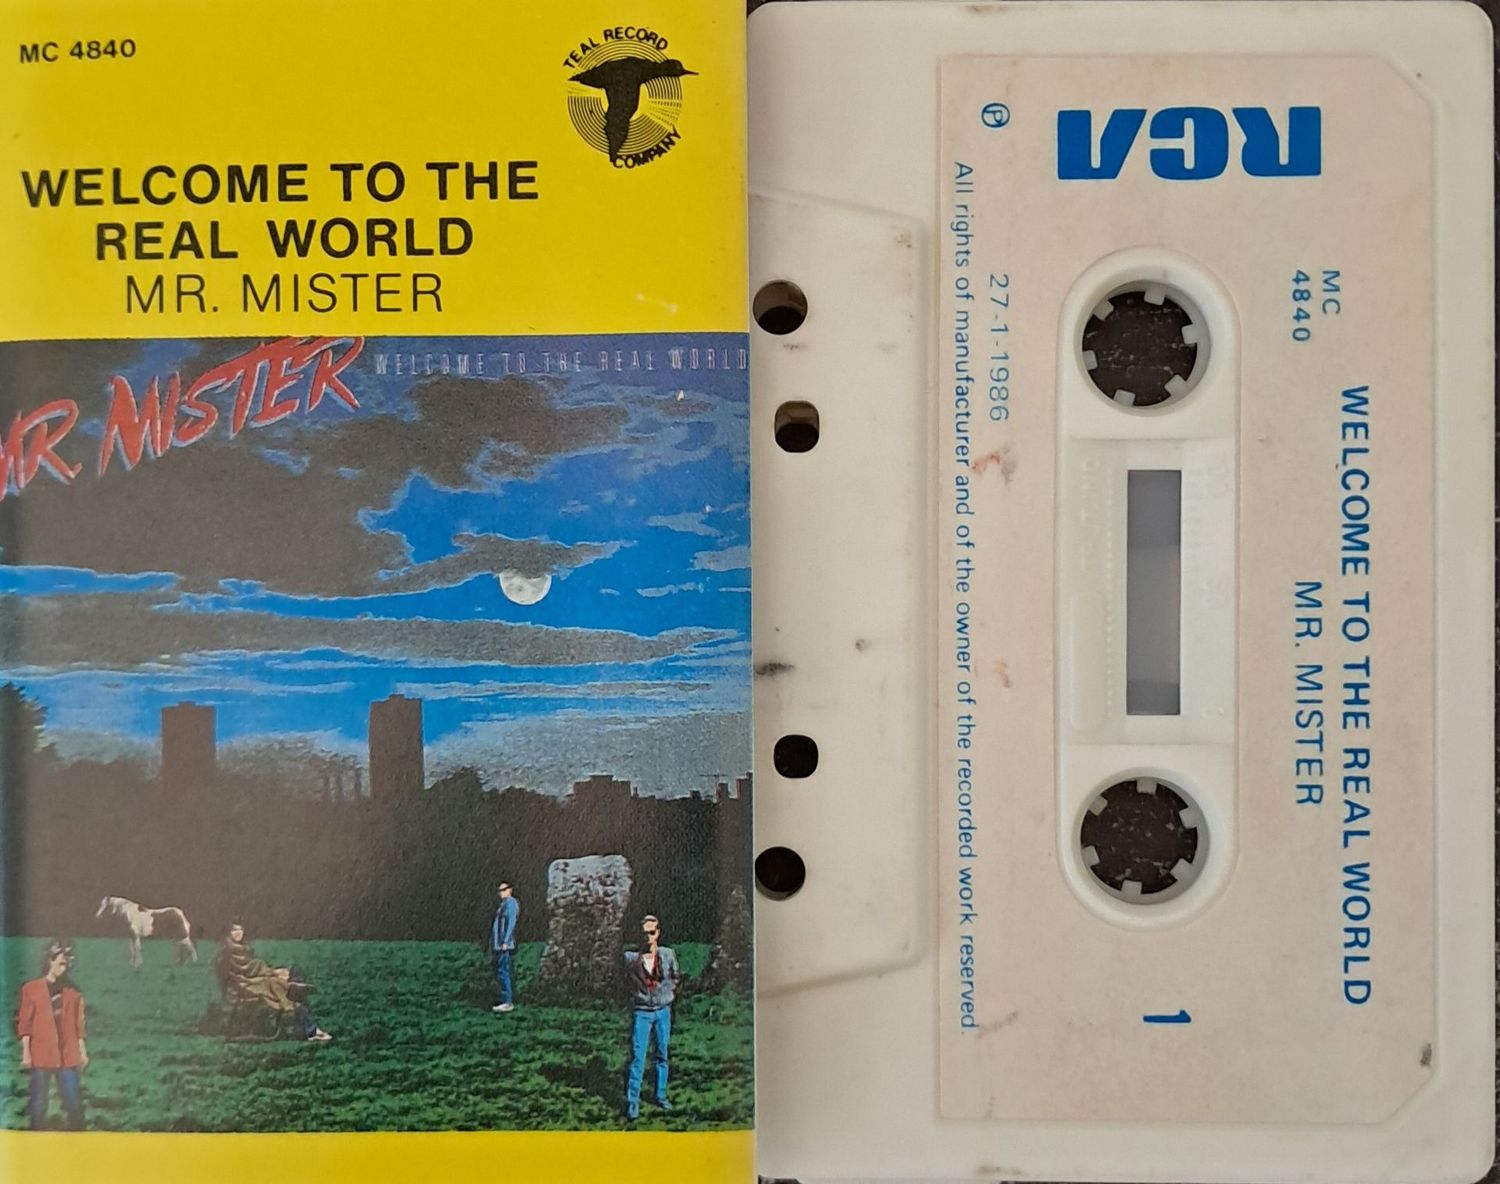 MC 4840
TEAL RECORD
COMPANY
WELCOME TO THE
REAL WORLD
MR. MISTER
MR MISTER
WELCOME TO THE REAL WORLD
RCA
MC
4840
WELCOME TO THE REAL WORLD
MR. MISTER
1
27-1-1986
Ⓟ All rights of manufacturer and of the owner of the recorded work reserved.